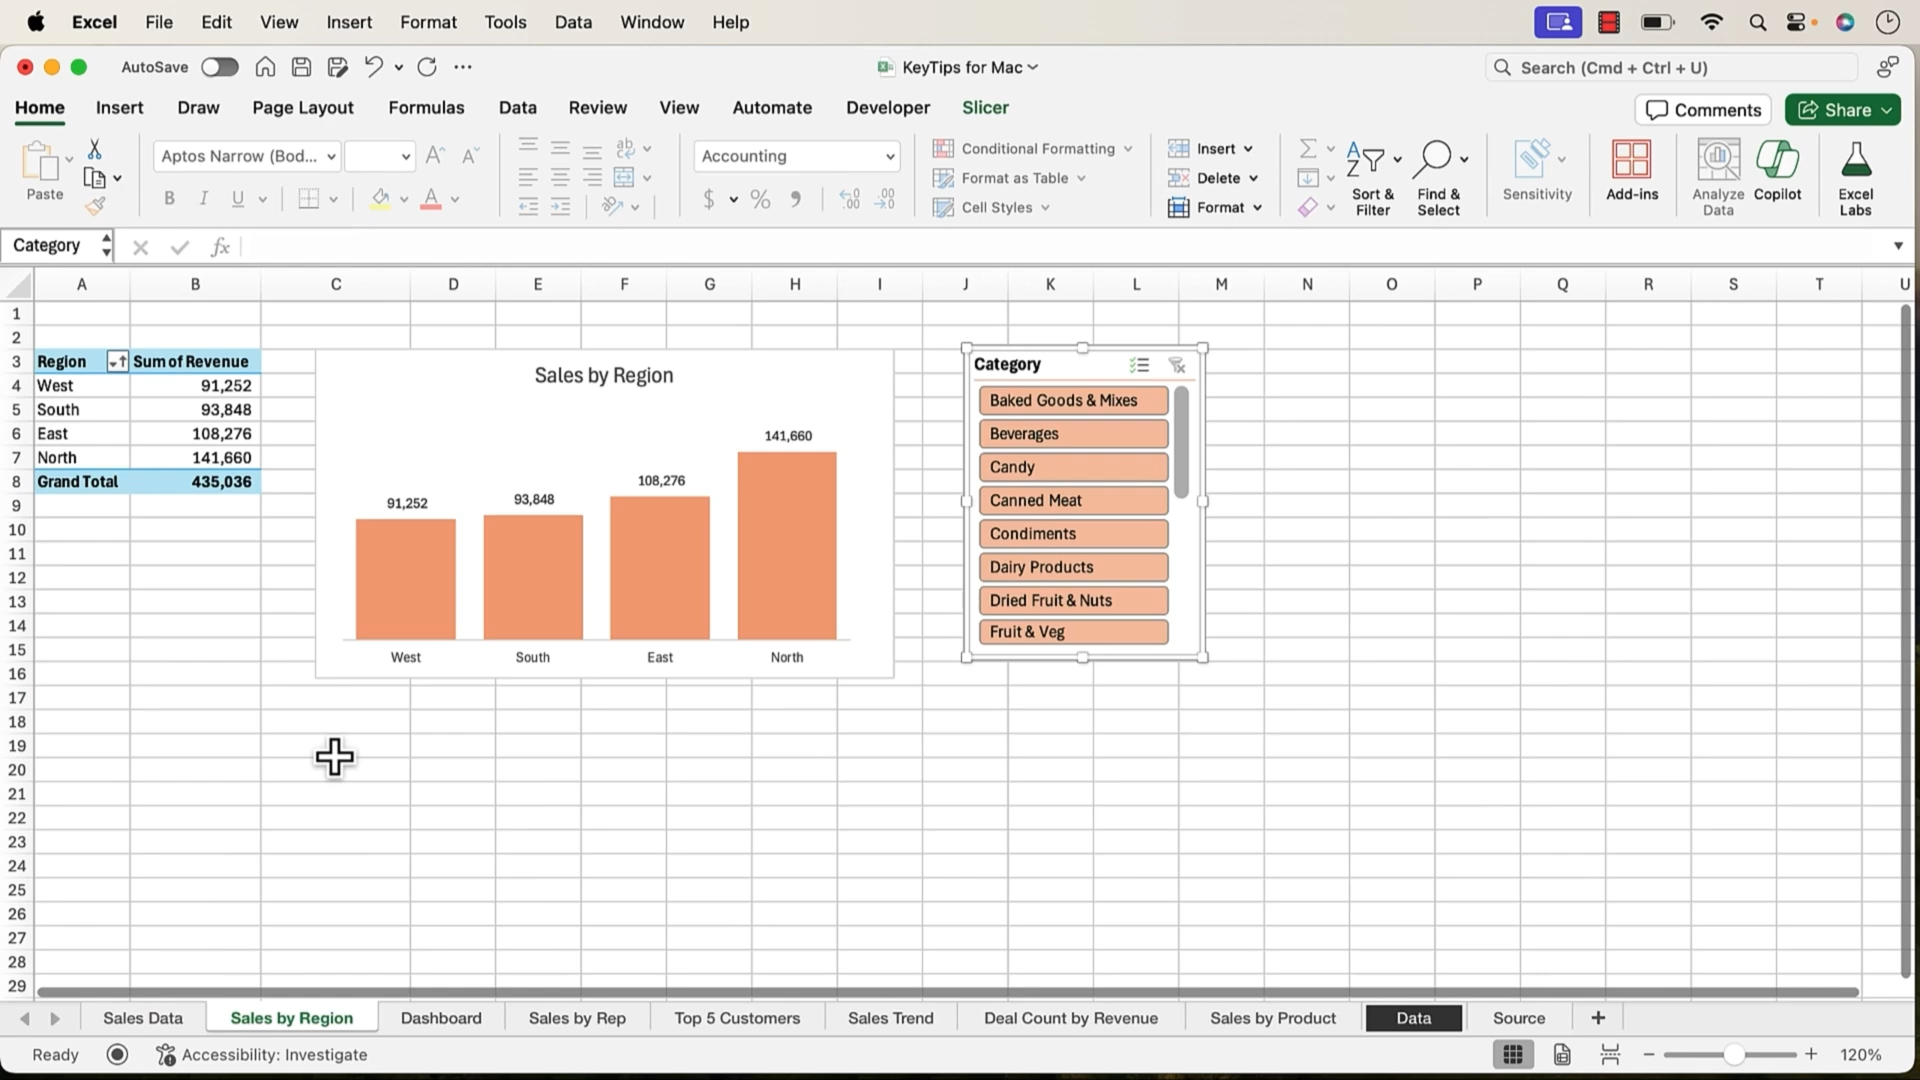 Excel File Edit View Insert Format Tools Data Window Help
AutoSave KeyTips for Mac Search (Cmd + Ctrl + U)
Home Insert Draw Page Layout Formulas Data Review View Automate Developer Slicer Comments Share
Aptos Narrow (Bod... Accounting Conditional Formatting Insert
Format as Table Delete
Paste B I U $ % Cell Styles Format Sort & Filter Find & Select Sensitivity Add-ins Analyze Data Copilot Excel Labs
Category fx
A B C D E F G H I J K L M N O P Q R S T U
1
2
3 Region Sum of Revenue
4 West 91,252
5 South 93,848
6 East 108,276
7 North 141,660
8 Grand Total 435,036
9
10
11
12
13
14
15
16
17
18
19
20
21
22
23
24
25
26
27
28
29
Sales by Region
91,252
93,848
108,276
141,660
West South East North
Category
Baked Goods & Mixes
Beverages
Candy
Canned Meat
Condiments
Dairy Products
Dried Fruit & Nuts
Fruit & Veg
Sales Data Sales by Region Dashboard Sales by Rep Top 5 Customers Sales Trend Deal Count by Revenue Sales by Product Data Source +
Ready Accessibility: Investigate − + 120%